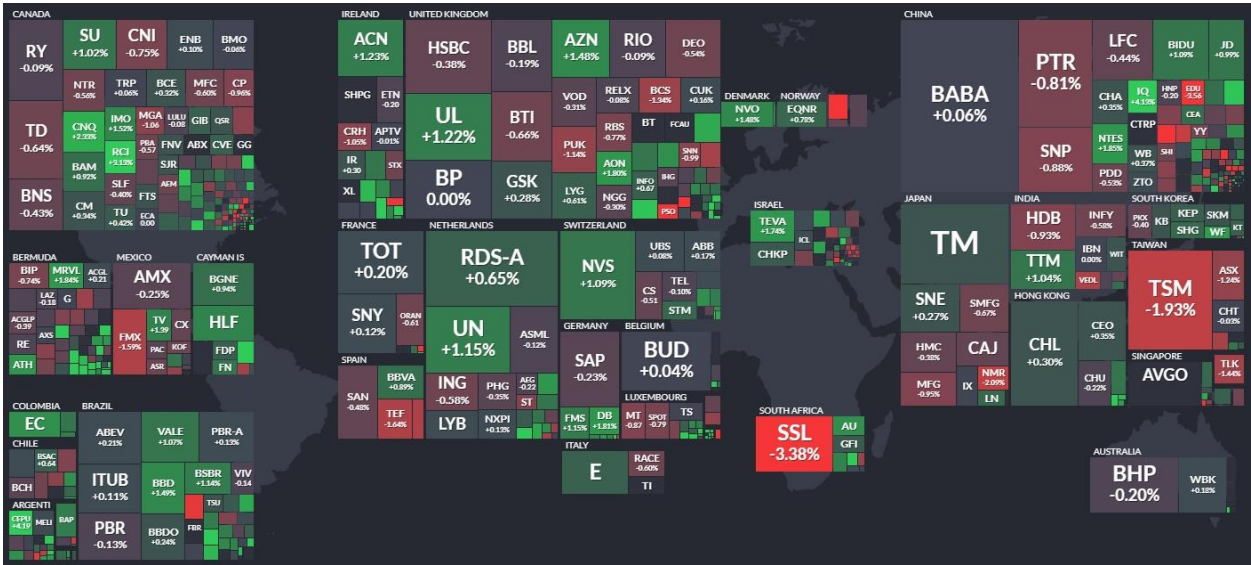 CANADA
RY
-0.09%
SU
+1.02%
CNI
-0.75%
ENB
+0.10%
BMO
-0.06%
TD
-0.64%
NTR
-0.56%
TRP
+0.06%
BCE
+0.22%
MFC
-0.60%
CP
-0.96%
CNQ
+2.33%
IMO
+1.52%
MGA
-1.06
LULU
-0.08
GIB
QSR
RCI
+3.13%
PBA
-0.57
FNV
ABX
CVE
GG
BAM
+0.92%
SJR
BNS
-0.43%
SLF
-0.40%
AEM
FTS
CM
+0.34%
TU
+0.42%
ECA
0.00
BERMUDA
BIP
-0.74%
MRVL
+1.84%
ACGL
+0.21
LAZ
-0.18
G
ACGLP
-0.39
RE
AXS
ATH
MEXICO
AMX
-0.25%
FMX
-1.59%
TV
+1.39
CX
PAC
KOF
ASR
CAYMAN IS
BGNE
+0.94%
HLF
FDP
FN
COLOMBIA
EC
CHILE
BSAC
+0.64
BCH
ARGENTI
CEPU
+4.19
MELI
BAP
BRAZIL
ABEV
+0.21%
VALE
+1.07%
PBR-A
+0.13%
ITUB
+0.11%
BBD
+1.49%
BSBR
+1.14%
VIV
-0.14
TSU
PBR
-0.13%
BBDO
+0.24%
FBR
IRELAND
ACN
+1.23%
SHPG
ETN
-0.20
CRH
-1.05%
APTV
-0.01%
IR
+0.30
STX
XL
UNITED KINGDOM
HSBC
-0.38%
BBL
-0.19%
AZN
+1.48%
RIO
-0.09%
DEO
-0.54%
UL
+1.22%
BTI
-0.66%
VOD
-0.31%
RELX
-0.08%
BCS
-1.34%
CUK
+0.16%
PUK
-1.14%
RBS
-0.77%
BT
FCAU
BP
0.00%
GSK
+0.28%
AON
+1.80%
SNN
-0.99
LYG
+0.61%
NGG
-0.30%
INFO
+0.67
IHG
PSO
FRANCE
TOT
+0.20%
SNY
+0.12%
ORAN
-0.61
SPAIN
SAN
-0.48%
BBVA
+0.89%
TEF
-1.64%
NETHERLANDS
RDS-A
+0.65%
UN
+1.15%
ASML
-0.12%
ING
-0.58%
PHG
-0.35%
AEG
-0.22
ST
LYB
NXPI
+0.13%
SWITZERLAND
NVS
+1.09%
UBS
+0.08%
ABB
+0.17%
CS
-0.51
TEL
-0.10%
STM
GERMANY
SAP
-0.23%
FMS
+1.15%
DB
+1.81%
BELGIUM
BUD
+0.04%
LUXEMBOURG
MT
-0.87
SPOT
-0.79
TS
ITALY
E
RACE
-0.60%
TI
DENMARK
NVO
+1.48%
NORWAY
EQNR
+0.78%
ISRAEL
TEVA
+1.74%
ICL
CHKP
SOUTH AFRICA
SSL
-3.38%
AU
GFI
CHINA
BABA
+0.06%
PTR
-0.81%
LFC
-0.44%
BIDU
+1.09%
JD
+0.99%
CHA
+0.35%
IQ
HNP
-0.20
EDU
CEA
SNP
-0.88%
NTES
+1.85%
CTRP
YY
WB
+0.37%
SHI
PDD
-0.53%
ZTO
JAPAN
TM
SNE
+0.27%
SMFG
-0.67%
HMC
-0.38%
CAJ
MFG
-0.95%
IX
NMR
-2.09%
LN
INDIA
HDB
-0.93%
INFY
-0.58%
TTM
+1.04%
IBN
0.00%
WIT
VEDL
HONG KONG
CHL
+0.30%
CEO
+0.35%
CHU
-0.22%
SOUTH KOREA
PKX
-0.40
KB
KEP
SKM
SHG
WF
KT
TAIWAN
TSM
-1.93%
ASX
-1.24%
CHT
-0.03%
SINGAPORE
AVGO
TLK
-1.44%
AUSTRALIA
BHP
-0.20%
WBK
+0.18%